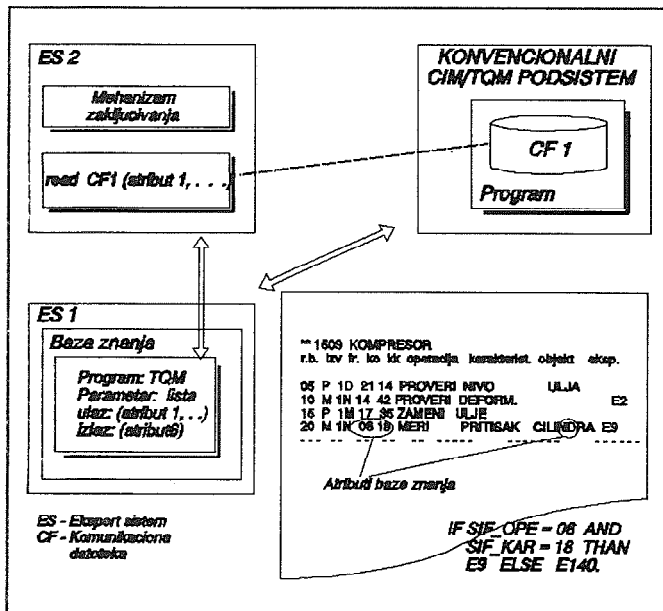 ES 2
Mehanizam
zaključivanja
read CF1 (atribut 1, . . .)
KONVENCIONALNI
CIM/TQM PODSISTEM
CF 1
Program
ES 1
Baza znanja
Program: TQM
Parametar: lista
ulaz: (atribut 1, . .)
izlaz: (atribut6)
ES - Ekspert sistem
CF - Komunikaciona
datoteka
** 1609 KOMPRESOR
r.b. izv fr. ko kk operacija karakterist. objekt eksp.
05 P 1D 21 14 PROVERI NIVO ULJA
10 M 1N 14 42 PROVERI DEFORM. E2
15 P 1M 17 35 ZAMENI ULJE
20 M 1N 06 18 MERI PRITISAK CILINDRA E9
Atributi baze znanja
IF SIF_OPE = 06 AND
SIF_KAR = 18 THAN
E9 ELSE E140.